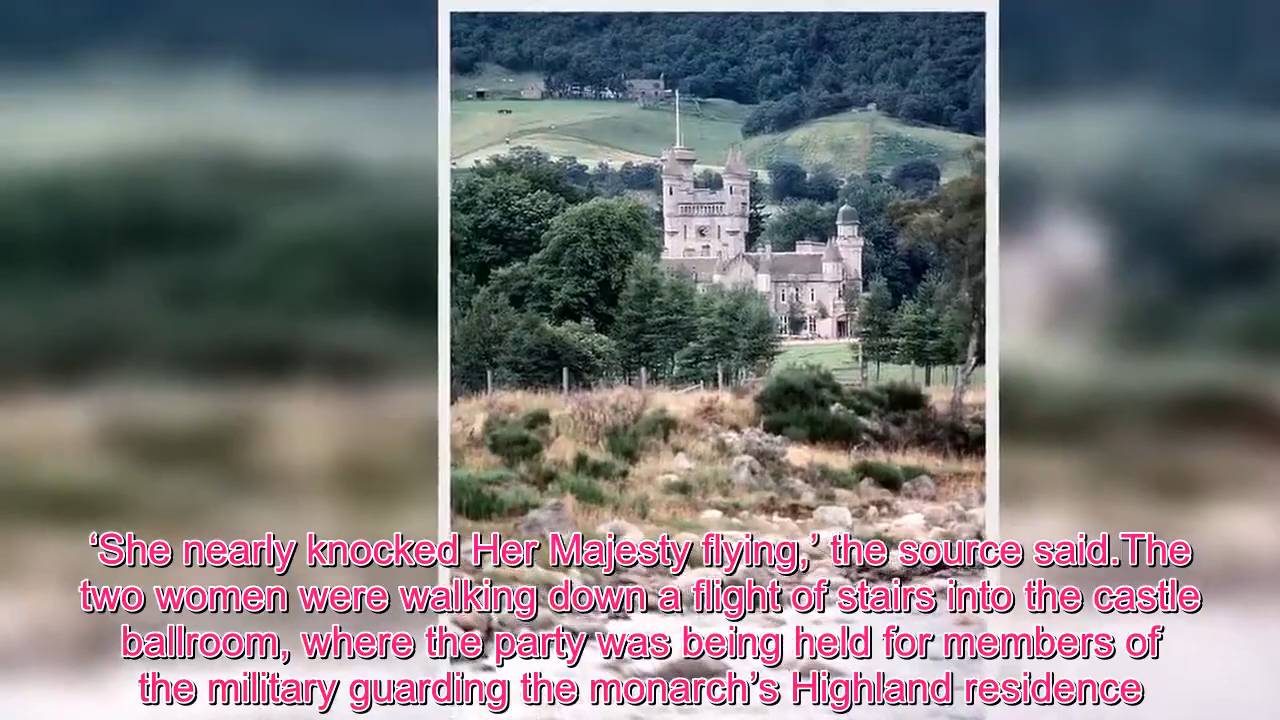 ‘She nearly knocked Her Majesty flying,’ the source said.The
two women were walking down a flight of stairs into the castle
ballroom, where the party was being held for members of
the military guarding the monarch’s Highland residence